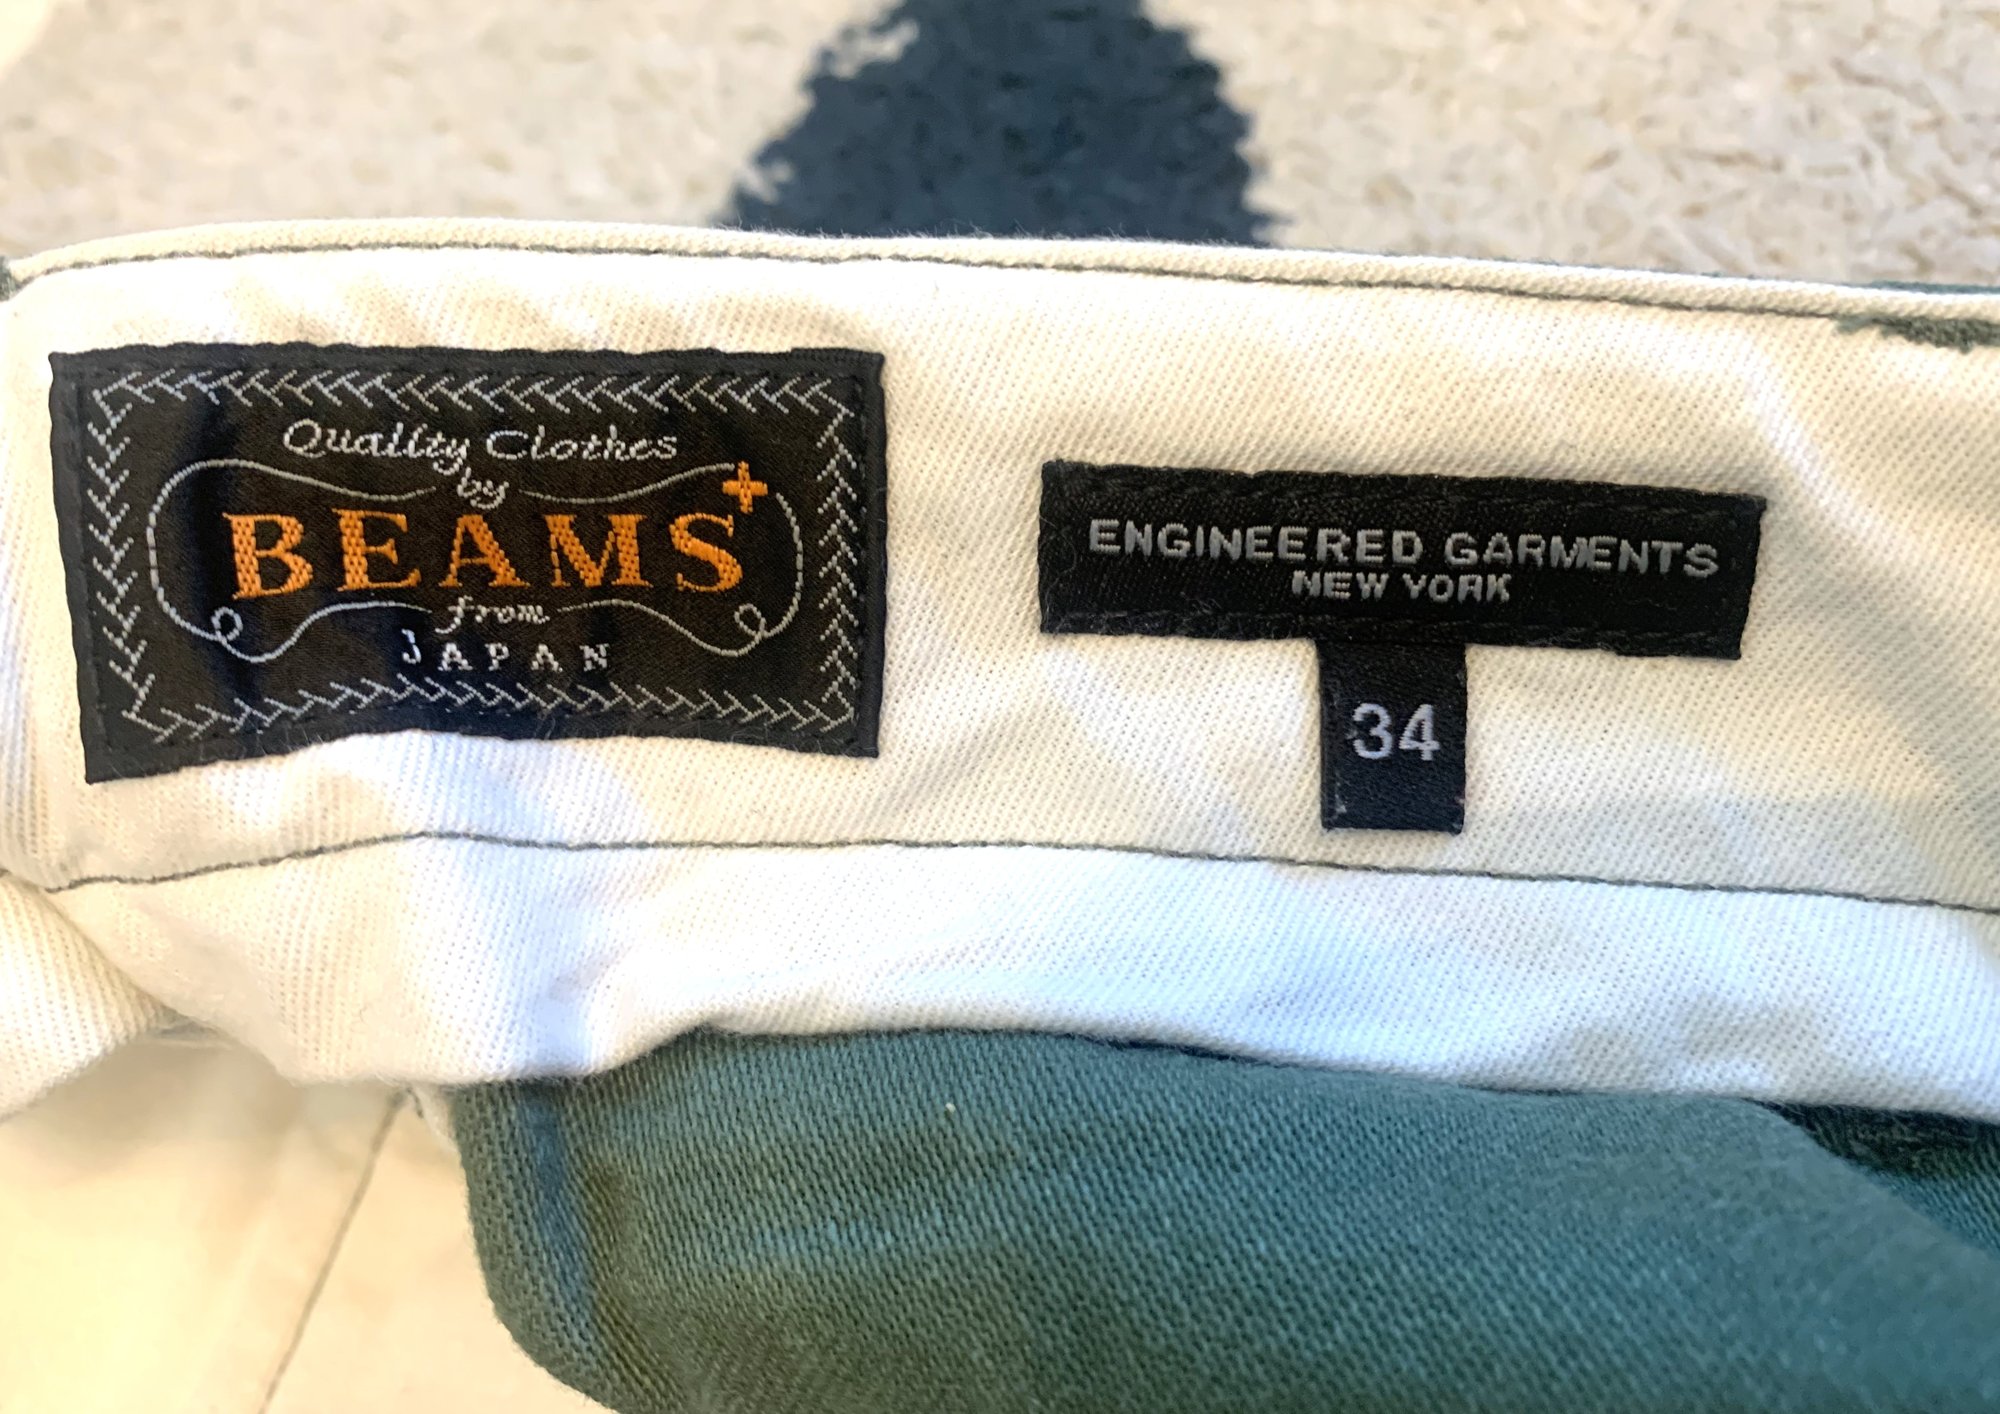 Quality Clothes
by
BEAMS+
from
JAPAN
ENGINEERED GARMENTS
NEW YORK
34